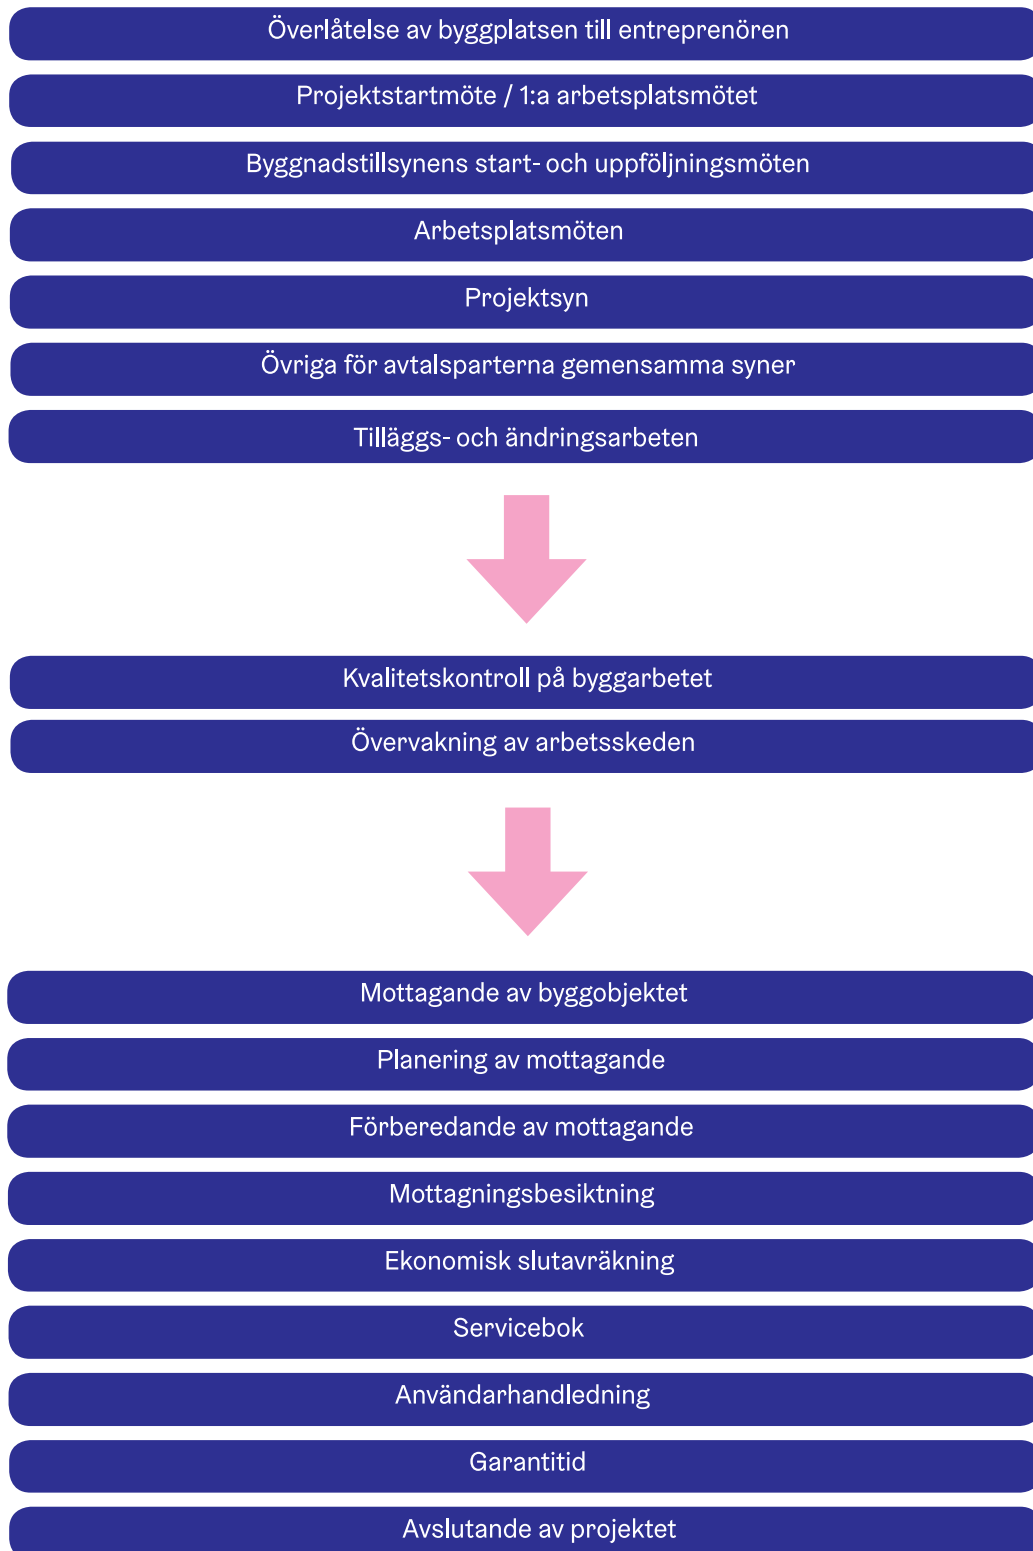 Överlåtelse av byggplatsen till entreprenören
Projektstartmöte / 1:a arbetsplatsmötet
Byggnadstillsynens start- och uppföljningsmöten
Arbetsplatsmöten
Projektsyn
Övriga för avtalsparterna gemensamma syner
Tilläggs- och ändringsarbeten
Kvalitetskontroll på byggarbetet
Övervakning av arbetsskeden
Mottagande av byggobjektet
Planering av mottagande
Förberedande av mottagande
Mottagningsbesiktning
Ekonomisk slutavräkning
Servicebok
Användarhandledning
Garantitid
Avslutande av projektet